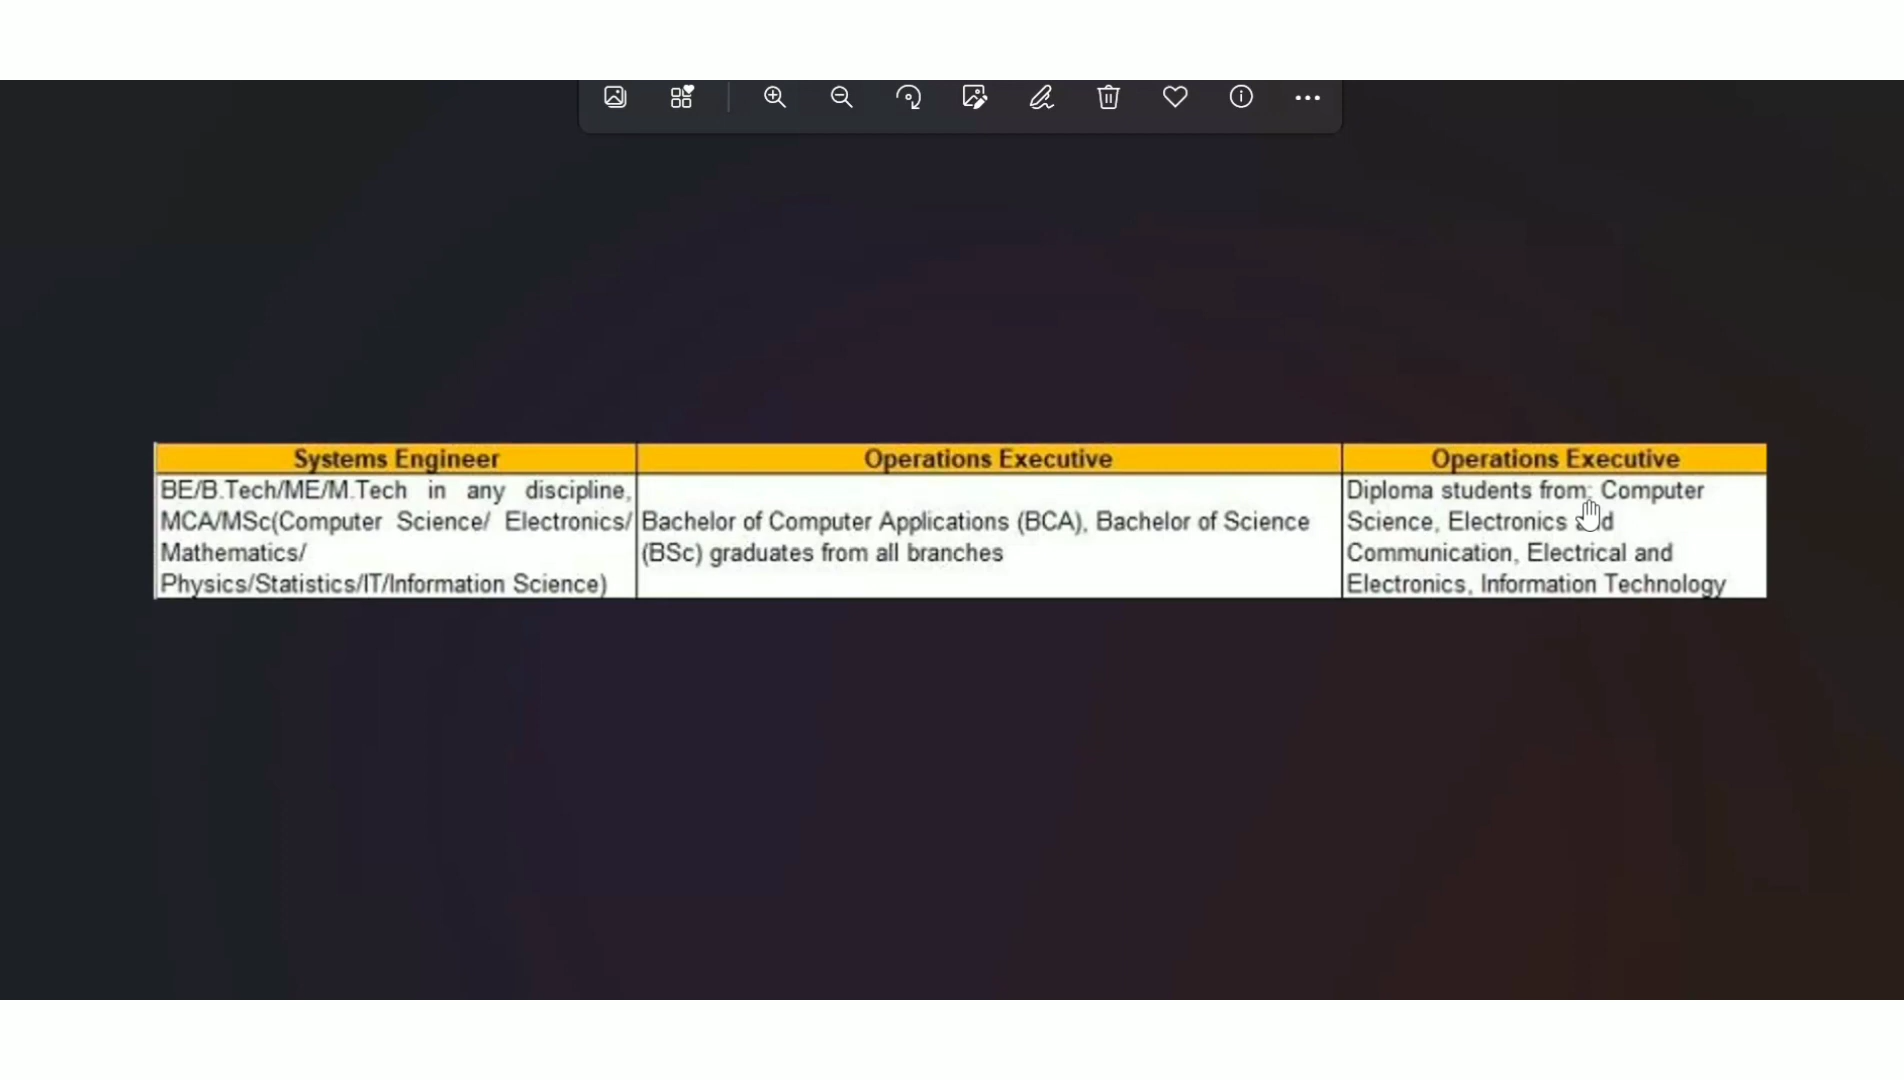 Systems Engineer
BE/B.Tech/ME/M.Tech in any discipline,
MCA/MSc(Computer Science/ Electronics/
Mathematics/
Physics/Statistics/IT/Information Science)
Operations Executive
Bachelor of Computer Applications (BCA), Bachelor of Science
(BSc) graduates from all branches
Operations Executive
Diploma students from: Computer
Science, Electronics and
Communication, Electrical and
Electronics, Information Technology